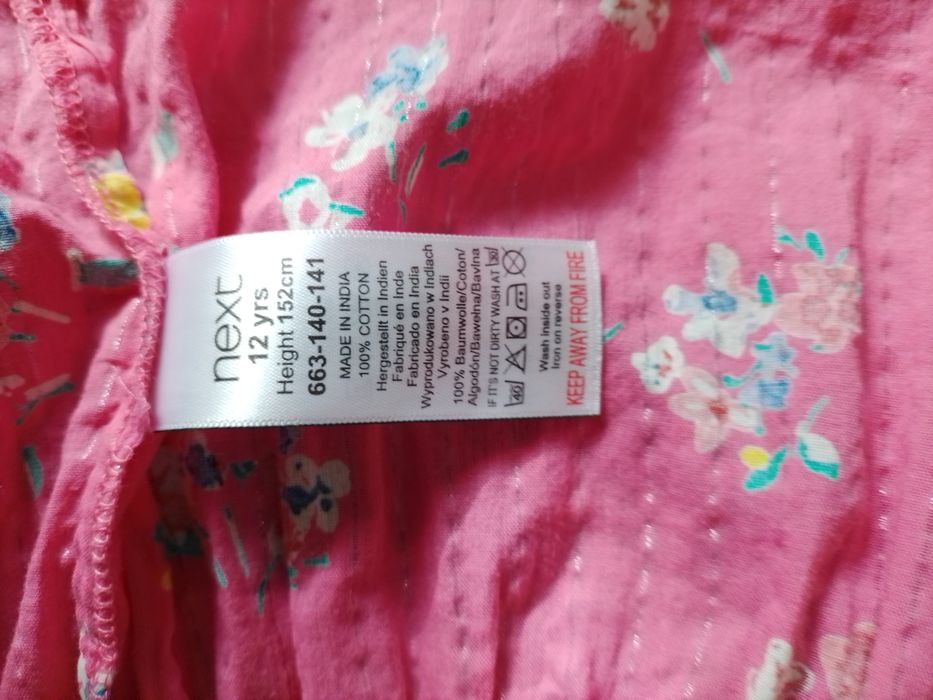 next
12 yrs
Height 152cm
663-140-141
MADE IN INDIA
100% COTTON
Hergestellt in Indien
Fabriqué en Inde
Fabricado en India
Wyprodukowano w Indiach
Vyrobeno v Indii
100% Baumwolle/Coton/
Algodón/Bawełna/Bavlna
IF IT'S NOT DIRTY WASH AT 30
40
Wash inside out
Iron on reverse
KEEP AWAY FROM FIRE